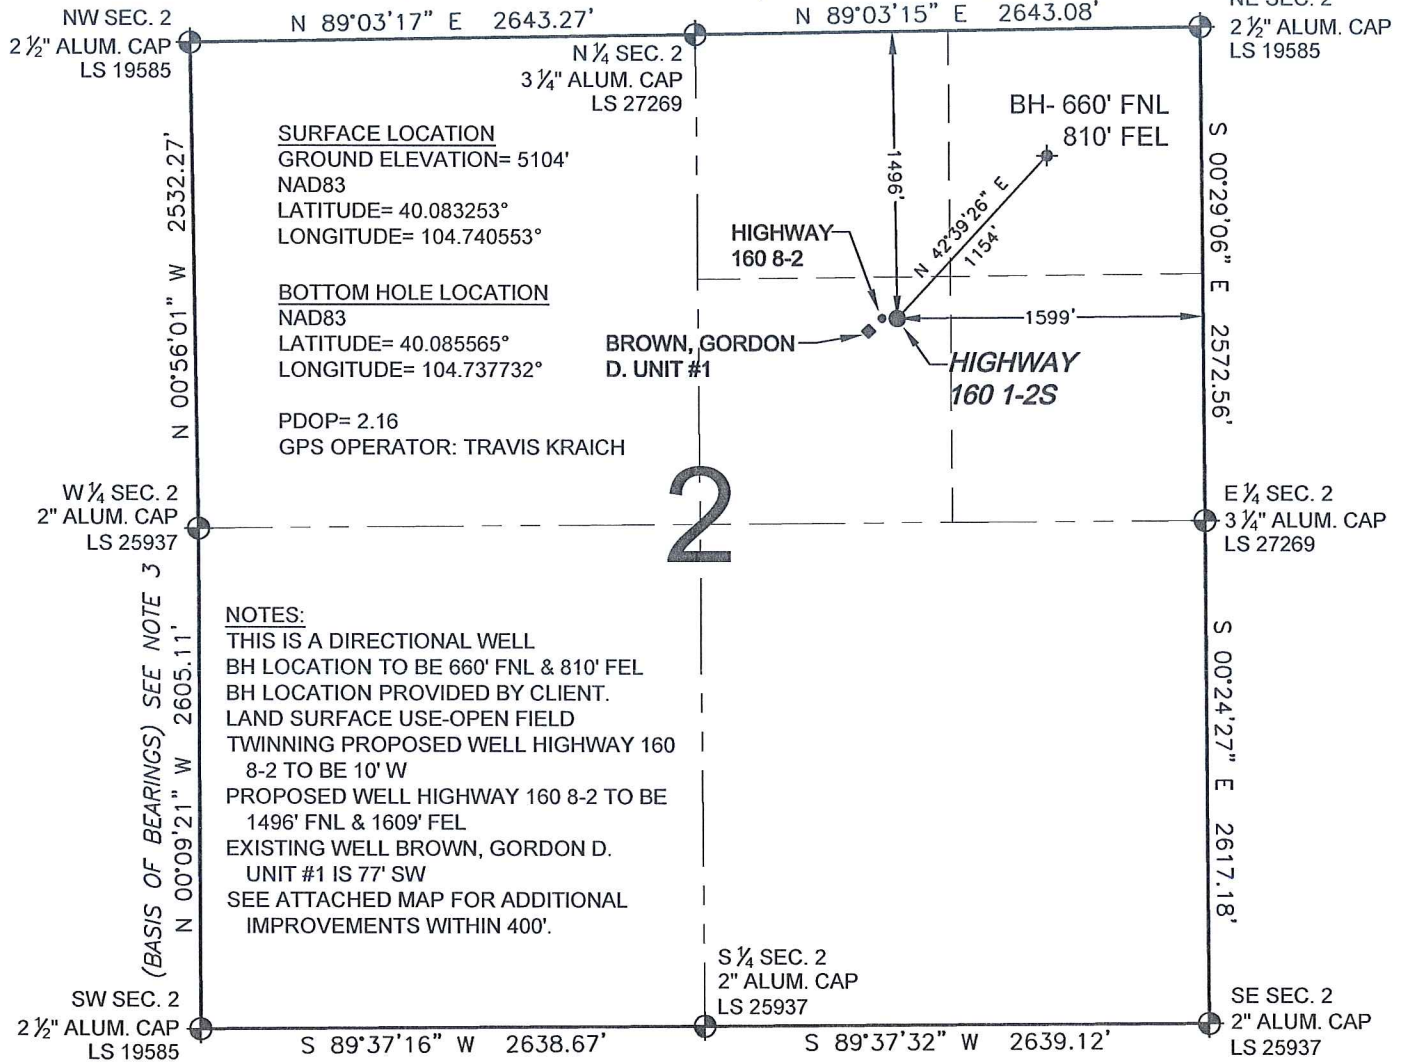 NW SEC. 2
2 ½" ALUM. CAP
LS 19585
N 89°03'17" E 2643.27'
N ¼ SEC. 2
3 ¼" ALUM. CAP
LS 27269
N 89°03'15" E 2643.08'
NE SEC. 2
2 ½" ALUM. CAP
LS 19585
SURFACE LOCATION
GROUND ELEVATION= 5104'
NAD83
LATITUDE= 40.083253°
LONGITUDE= 104.740553°
BOTTOM HOLE LOCATION
NAD83
LATITUDE= 40.085565°
LONGITUDE= 104.737732°
PDOP= 2.16
GPS OPERATOR: TRAVIS KRAICH
BH- 660' FNL
810' FEL
1496'
N 42°39'26" E
1154'
HIGHWAY
160 8-2
1599'
BROWN, GORDON
D. UNIT #1
HIGHWAY
160 1-2S
N 00°56'01" W 2532.27'
S 00°29'06" E 2572.56'
W ¼ SEC. 2
2" ALUM. CAP
LS 25937
2
E ¼ SEC. 2
3 ¼" ALUM. CAP
LS 27269
(BASIS OF BEARINGS) SEE NOTE 3
N 00°09'21" W 2605.11'
NOTES:
THIS IS A DIRECTIONAL WELL
BH LOCATION TO BE 660' FNL & 810' FEL
BH LOCATION PROVIDED BY CLIENT.
LAND SURFACE USE-OPEN FIELD
TWINNING PROPOSED WELL HIGHWAY 160
8-2 TO BE 10' W
PROPOSED WELL HIGHWAY 160 8-2 TO BE
1496' FNL & 1609' FEL
EXISTING WELL BROWN, GORDON D.
UNIT #1 IS 77' SW
SEE ATTACHED MAP FOR ADDITIONAL
IMPROVEMENTS WITHIN 400'.
S 00°24'27" E 2617.18'
SW SEC. 2
2 ½" ALUM. CAP
LS 19585
S 89°37'16" W 2638.67'
S ¼ SEC. 2
2" ALUM. CAP
LS 25937
S 89°37'32" W 2639.12'
SE SEC. 2
2" ALUM. CAP
LS 25937